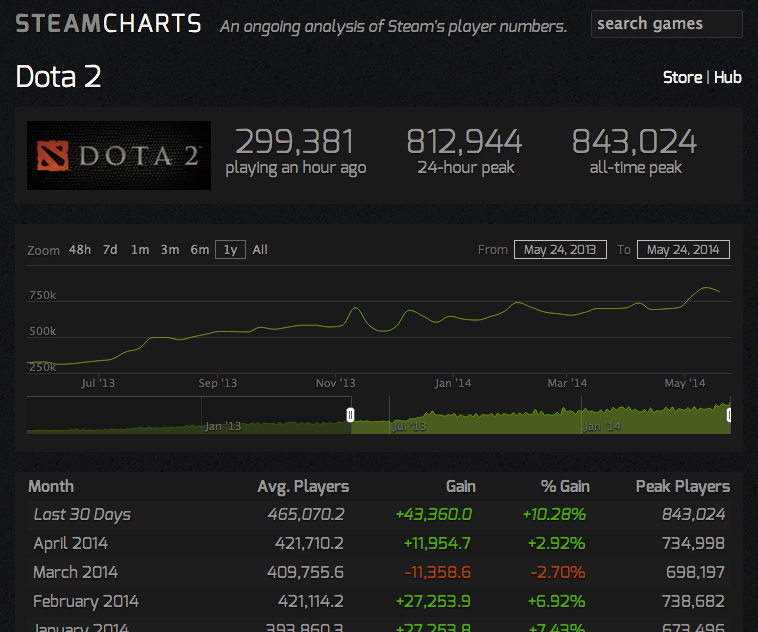 STEAMCHARTS An ongoing analysis of Steam's player numbers. search games
Dota 2 Store | Hub
DOTA 2™ 299,381 812,944 843,024
playing an hour ago 24-hour peak all-time peak
Zoom 48h 7d 1m 3m 6m 1y All From May 24, 2013 To May 24, 2014
750k
500k
250k
Jul '13 Sep '13 Nov '13 Jan '14 Mar '14 May '14
Jan '13 Jul '13 Jan '14
Month Avg. Players Gain % Gain Peak Players
Last 30 Days 465,070.2 +43,360.0 +10.28% 843,024
April 2014 421,710.2 +11,954.7 +2.92% 734,998
March 2014 409,755.6 -11,358.6 -2.70% 698,197
February 2014 421,114.2 +27,253.9 +6.92% 738,682
January 2014 393,860.3 +27,253.8 +7.43% 673,496